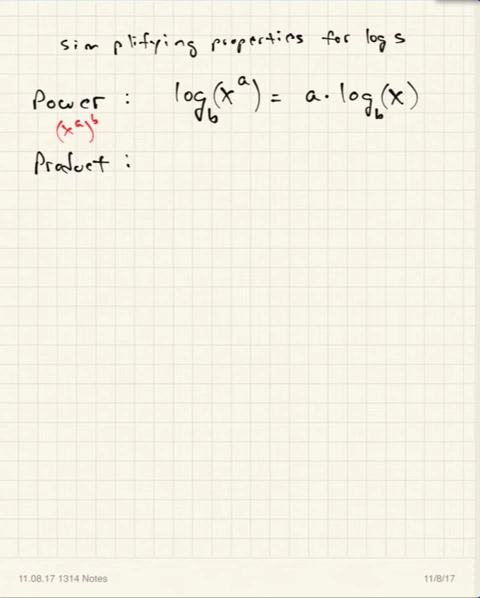 simplifying properties for logs
Power : log_b(x^a) = a · log_b(x)
(x^a)^b
Product :
11.08.17 1314 Notes
11/8/17